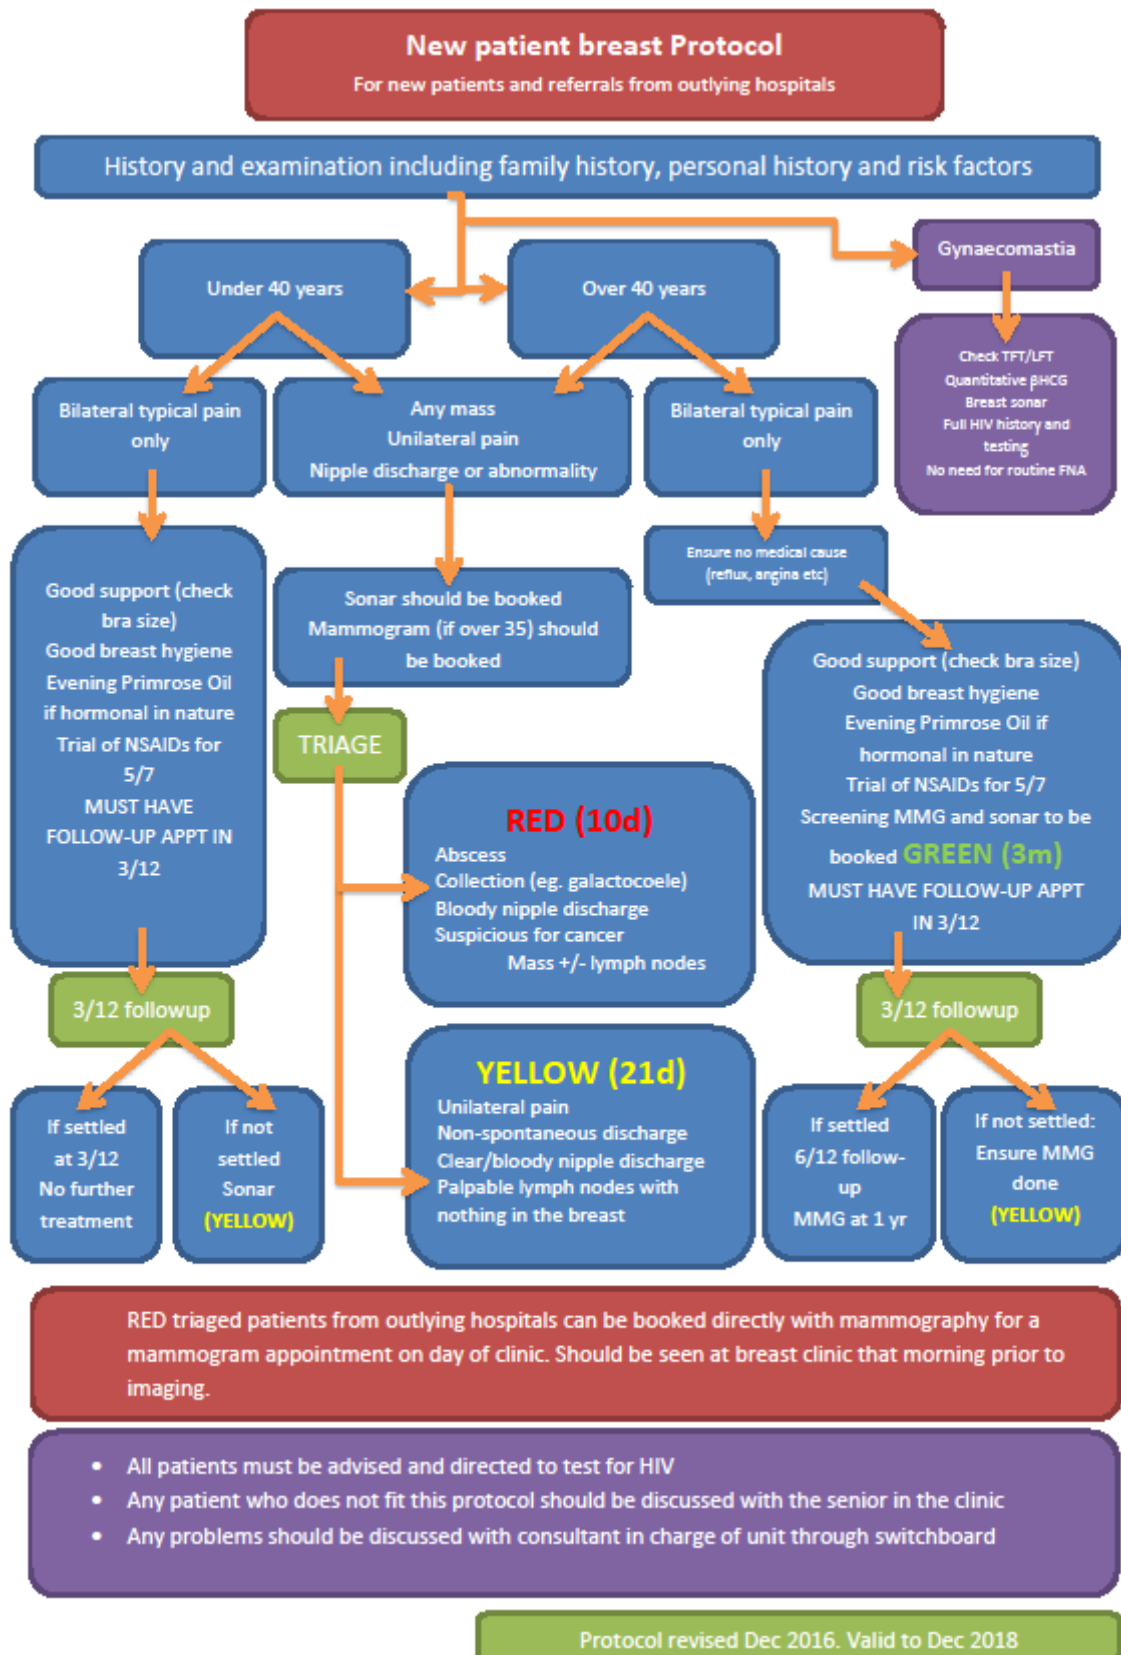 New patient breast Protocol
For new patients and referrals from outlying hospitals
History and examination including family history, personal history and risk factors
Gynaecomastia
Under 40 years
Over 40 years
Check TFT/LFT
Quantitative βHCG
Breast sonar
Full HIV history and
testing
No need for routine FNA
Bilateral typical pain
only
Any mass
Unilateral pain
Nipple discharge or abnormality
Bilateral typical pain
only
Ensure no medical cause
(reflux, angina etc)
Good support (check
bra size)
Good breast hygiene
Evening Primrose Oil
if hormonal in nature
Trial of NSAIDs for
5/7
MUST HAVE
FOLLOW-UP APPT IN
3/12
Sonar should be booked
Mammogram (if over 35) should
be booked
TRIAGE
Good support (check bra size)
Good breast hygiene
Evening Primrose Oil if
hormonal in nature
Trial of NSAIDs for 5/7
Screening MMG and sonar to be
booked GREEN (3m)
MUST HAVE FOLLOW-UP APPT
IN 3/12
RED (10d)
Abscess
Collection (eg. galactocoele)
Bloody nipple discharge
Suspicious for cancer
Mass +/- lymph nodes
3/12 followup
3/12 followup
YELLOW (21d)
Unilateral pain
Non-spontaneous discharge
Clear/bloody nipple discharge
Palpable lymph nodes with
nothing in the breast
If settled
at 3/12
No further
treatment
If not
settled
Sonar
(YELLOW)
If settled
6/12 follow-
up
MMG at 1 yr
If not settled:
Ensure MMG
done
(YELLOW)
RED triaged patients from outlying hospitals can be booked directly with mammography for a
mammogram appointment on day of clinic. Should be seen at breast clinic that morning prior to
imaging.
• All patients must be advised and directed to test for HIV
• Any patient who does not fit this protocol should be discussed with the senior in the clinic
• Any problems should be discussed with consultant in charge of unit through switchboard
Protocol revised Dec 2016. Valid to Dec 2018